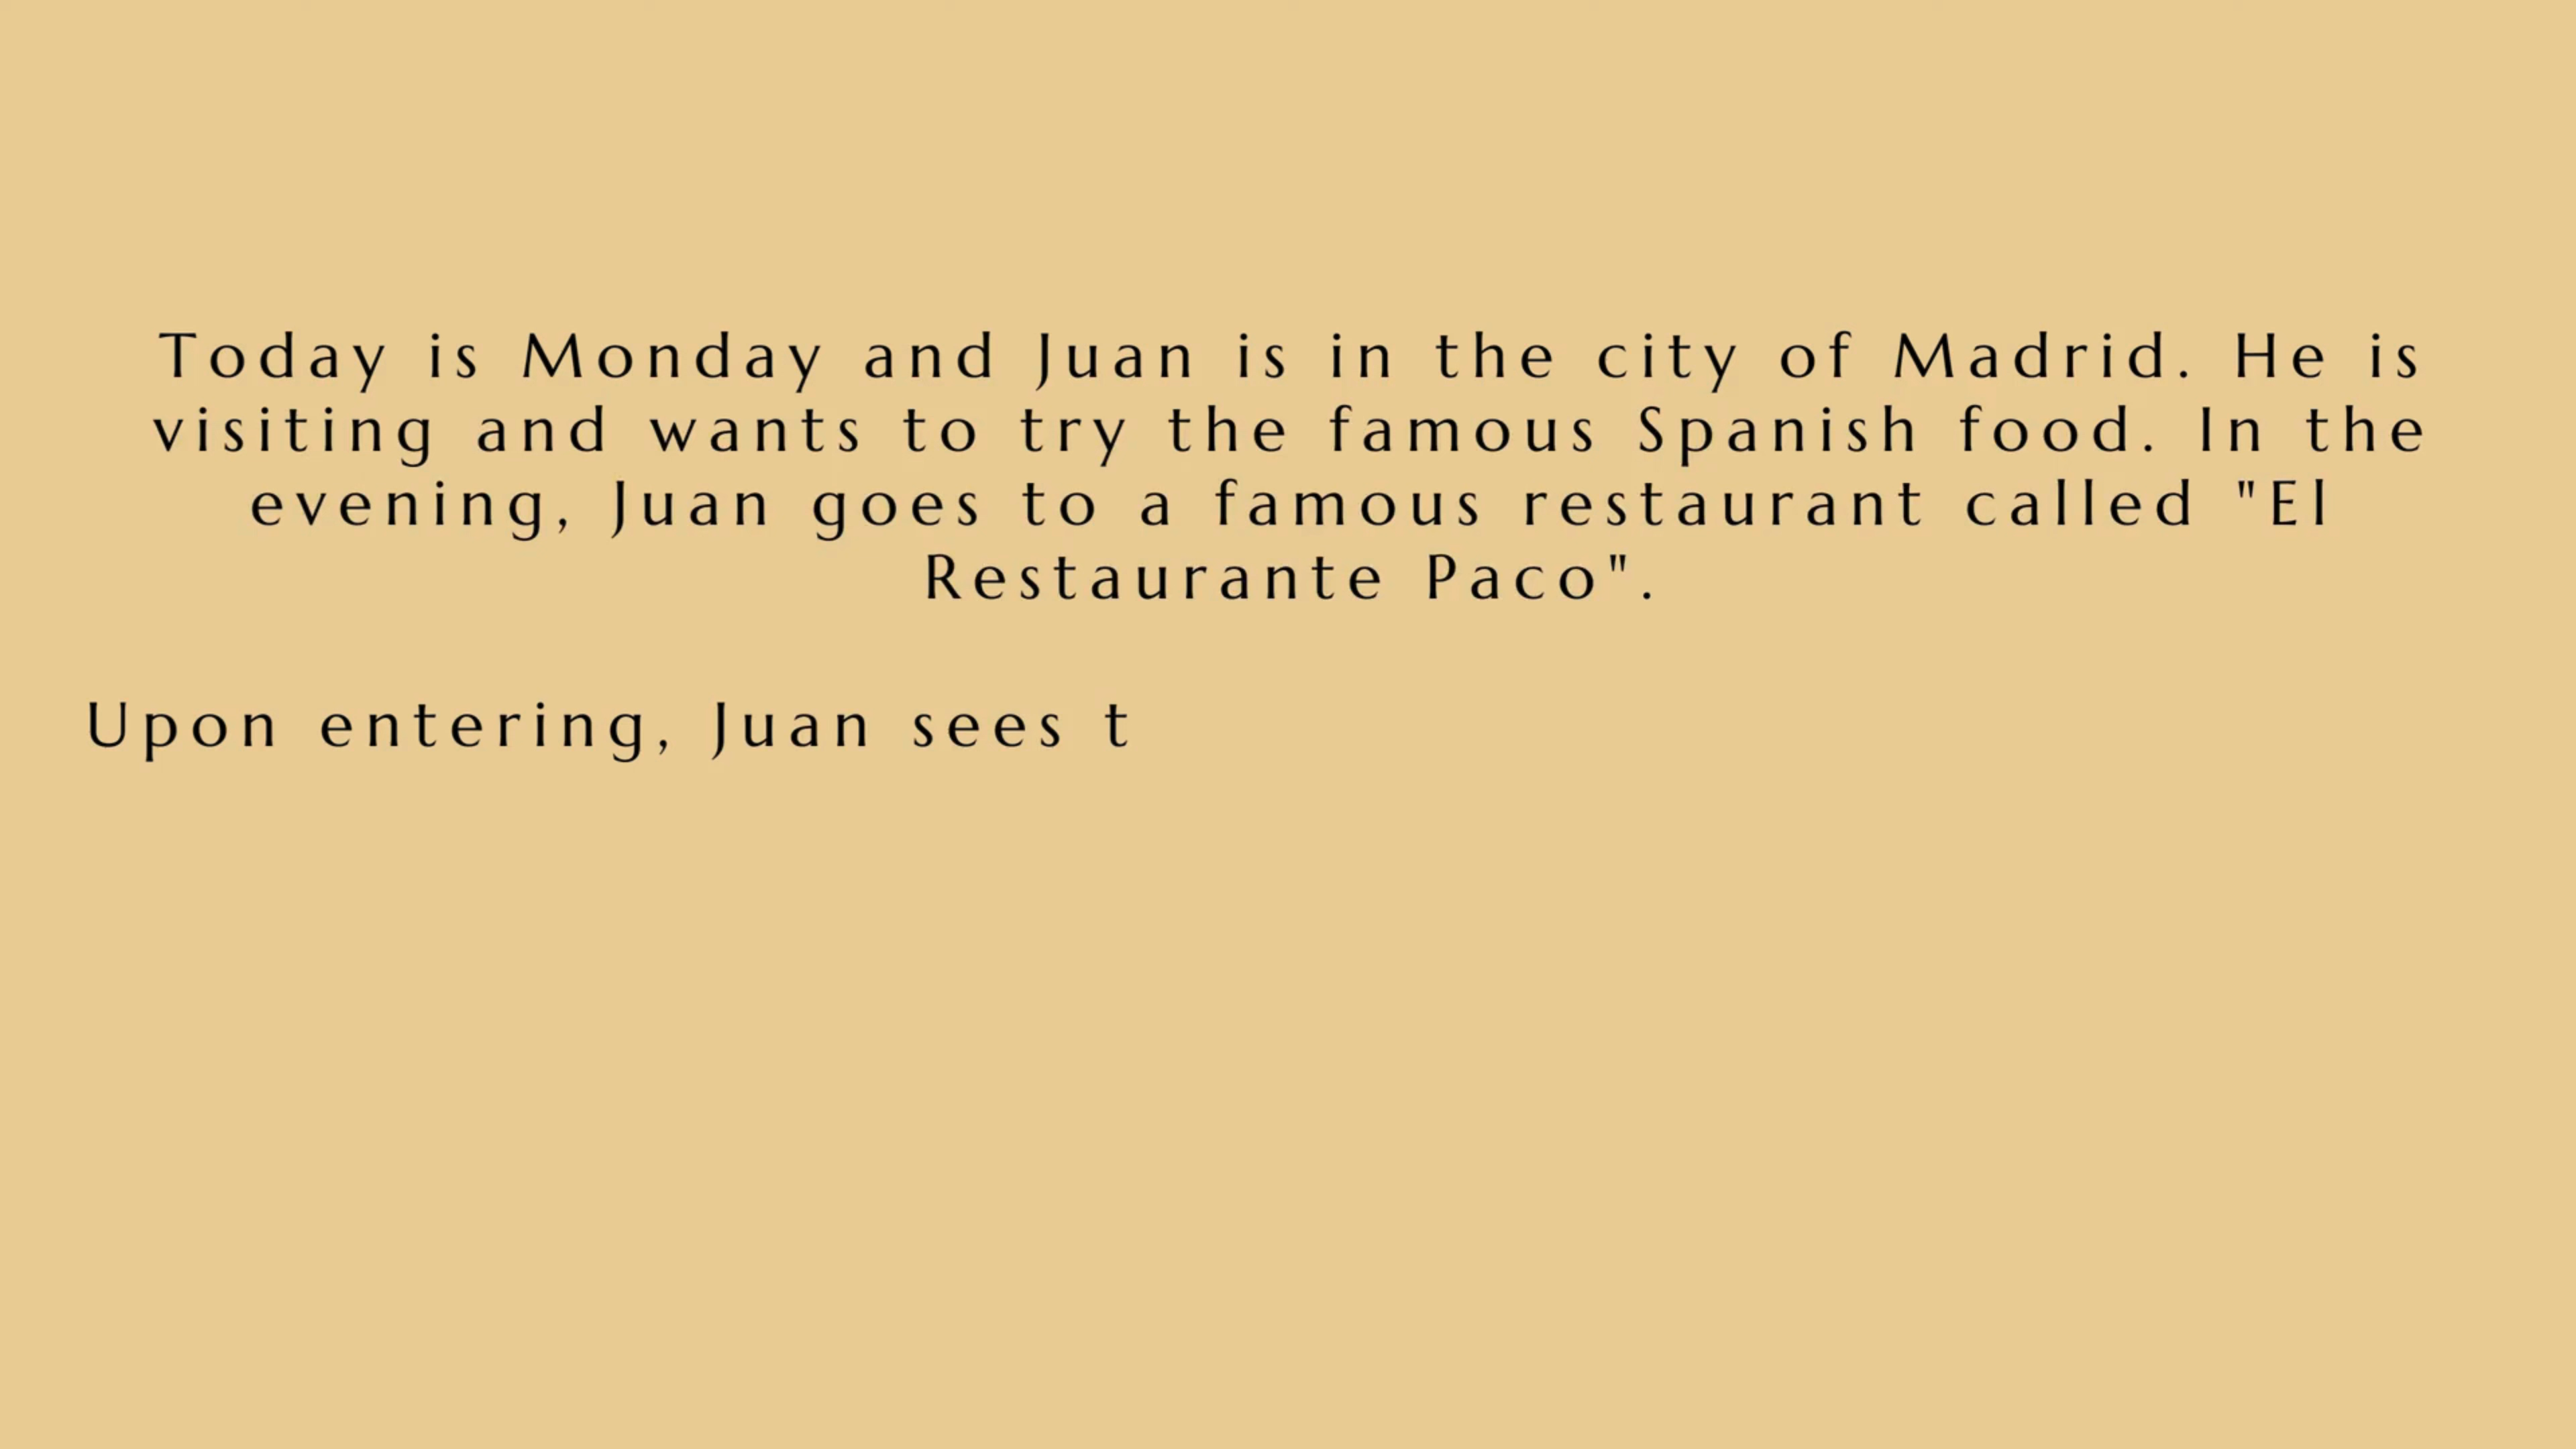 Today is Monday and Juan is in the city of Madrid. He is
visiting and wants to try the famous Spanish food. In the
evening, Juan goes to a famous restaurant called "El
Restaurante Paco".
Upon entering, Juan sees t